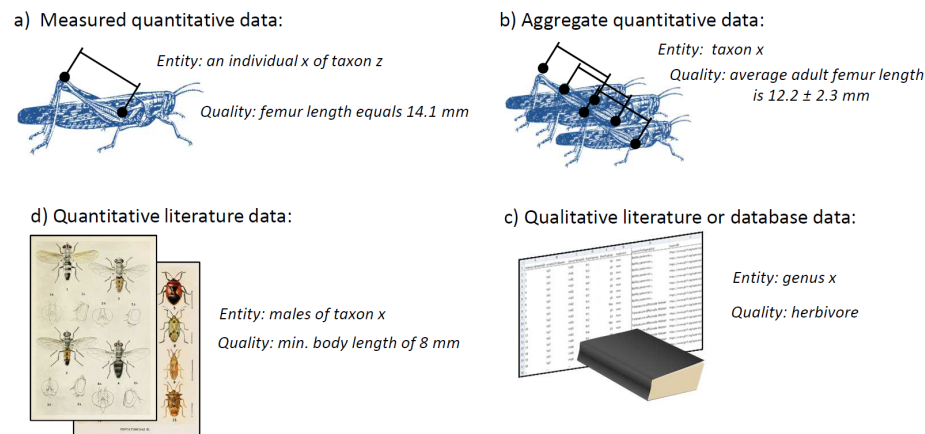 a) Measured quantitative data:
Entity: an individual x of taxon z
Quality: femur length equals 14.1 mm
b) Aggregate quantitative data:
Entity: taxon x
Quality: average adult femur length
is 12.2 ± 2.3 mm
d) Quantitative literature data:
Entity: males of taxon x
Quality: min. body length of 8 mm
c) Qualitative literature or database data:
Entity: genus x
Quality: herbivore